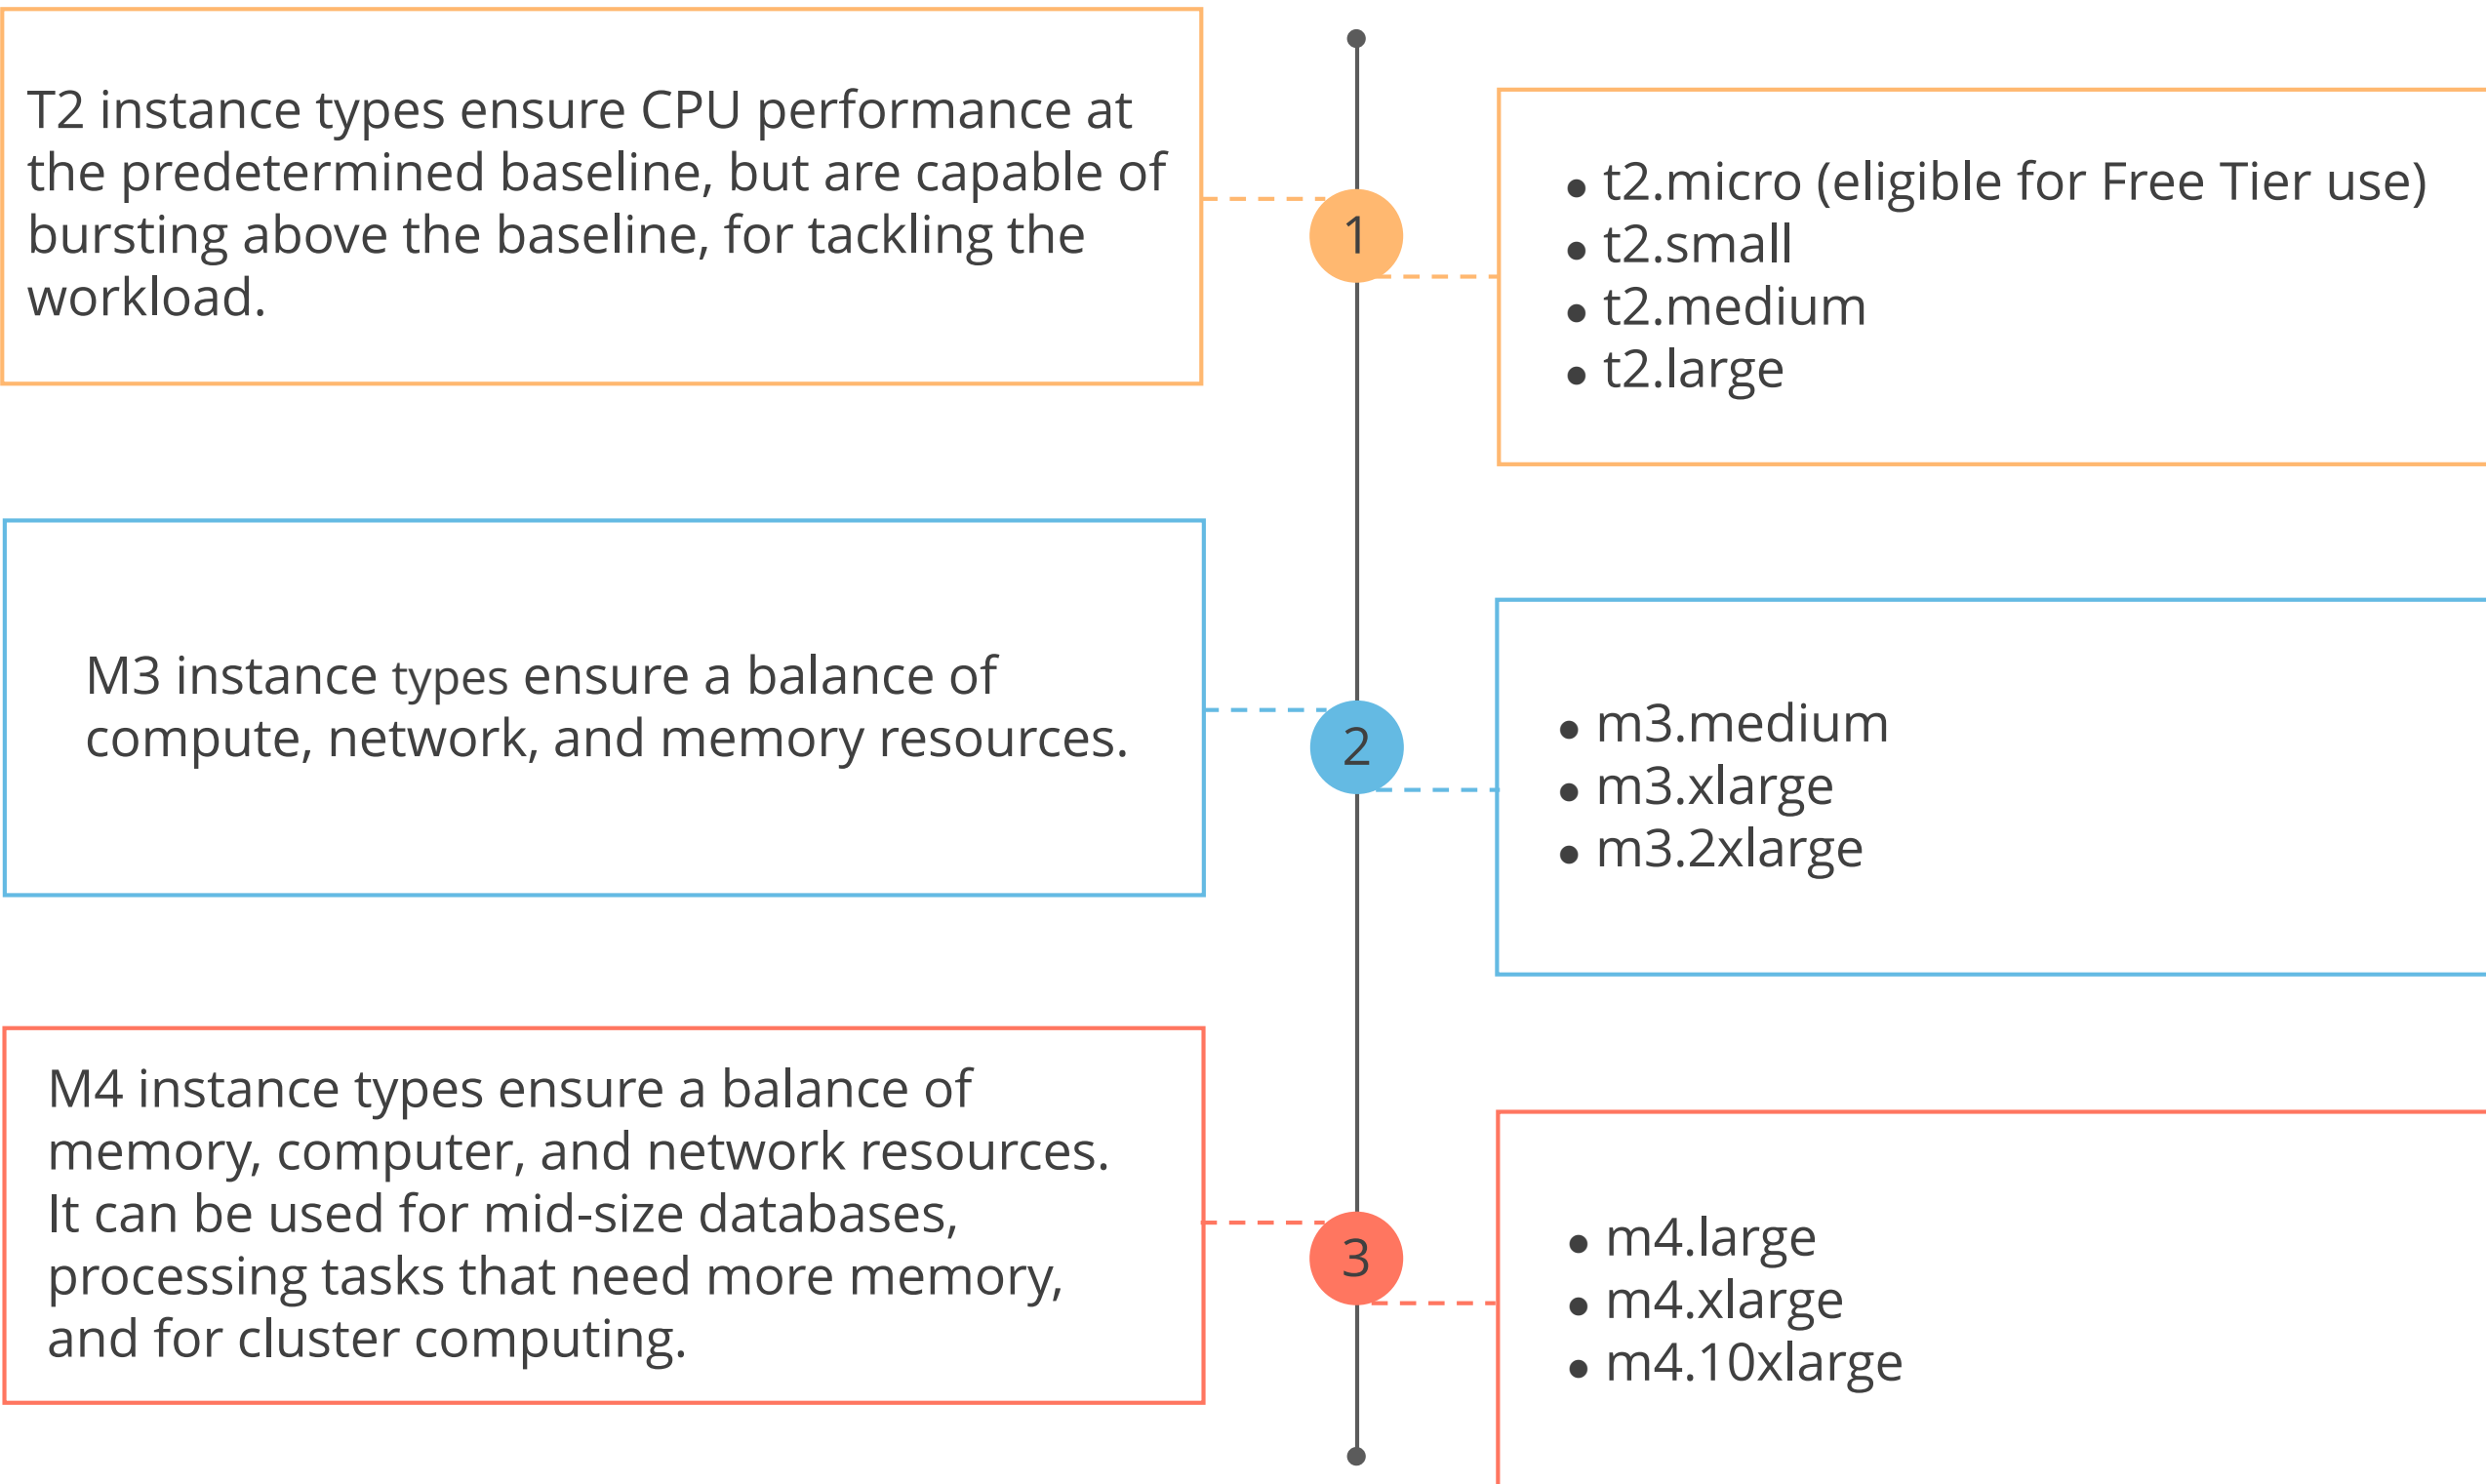 T2 instance types ensure CPU performance at
the predetermined baseline, but are capable of
bursting above the baseline, for tackling the
workload.
1
● t2.micro (eligible for Free Tier use)
● t2.small
● t2.medium
● t2.large
M3 instance types ensure a balance of
compute, network, and memory resources.
2
● m3.medium
● m3.xlarge
● m3.2xlarge
M4 instance types ensure a balance of
memory, computer, and network resources.
It can be used for mid-size databases,
processing tasks that need more memory,
and for cluster computing.
3
● m4.large
● m4.xlarge
● m4.10xlarge